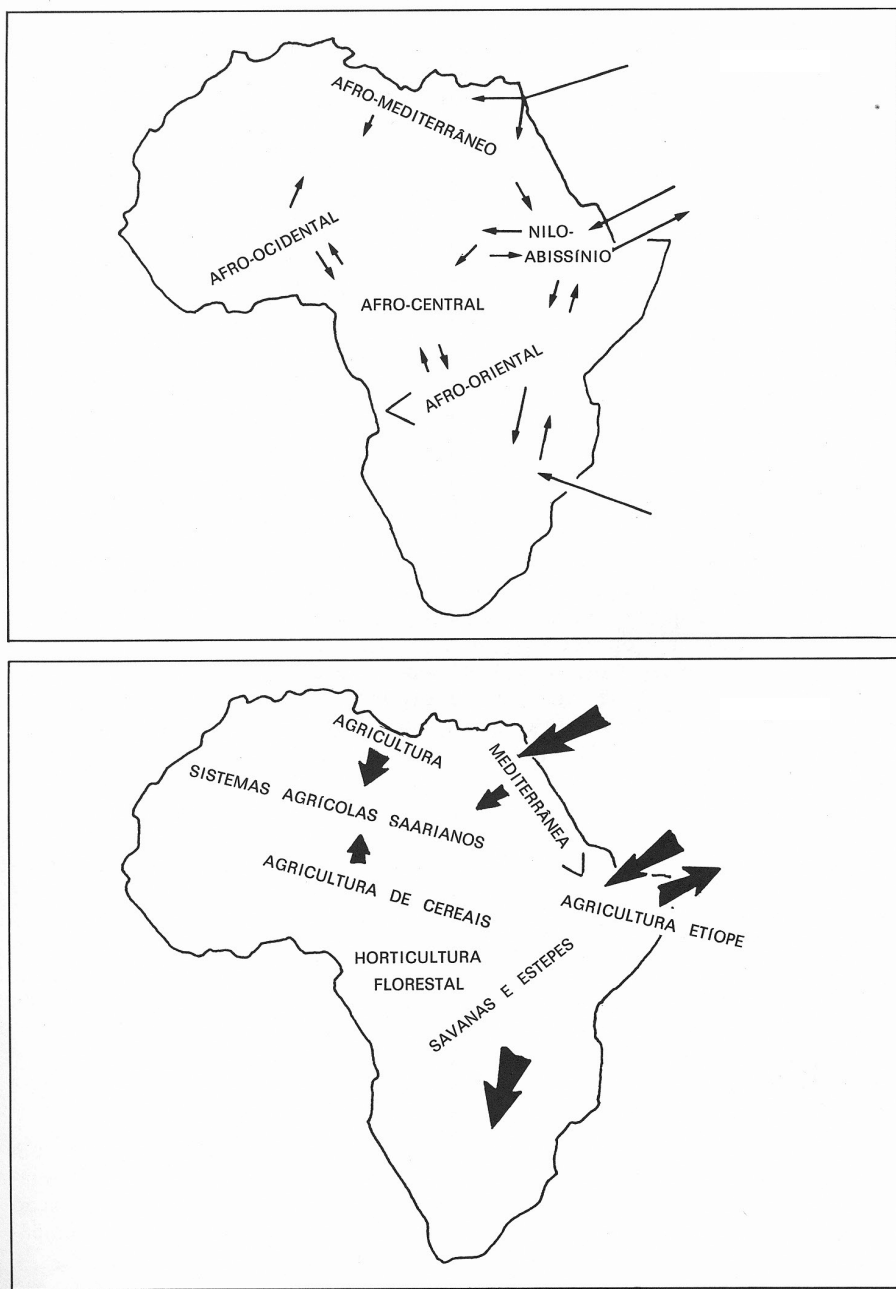 AFRO-MEDITERRÂNEO
AFRO-OCIDENTAL
NILO-
ABISSÍNIO
AFRO-CENTRAL
AFRO-ORIENTAL
AGRICULTURA
MEDITERRÂNEA
SISTEMAS AGRÍCOLAS SAARIANOS
AGRICULTURA DE CEREAIS
AGRICULTURA ETÍOPE
HORTICULTURA
FLORESTAL
SAVANAS E ESTEPES